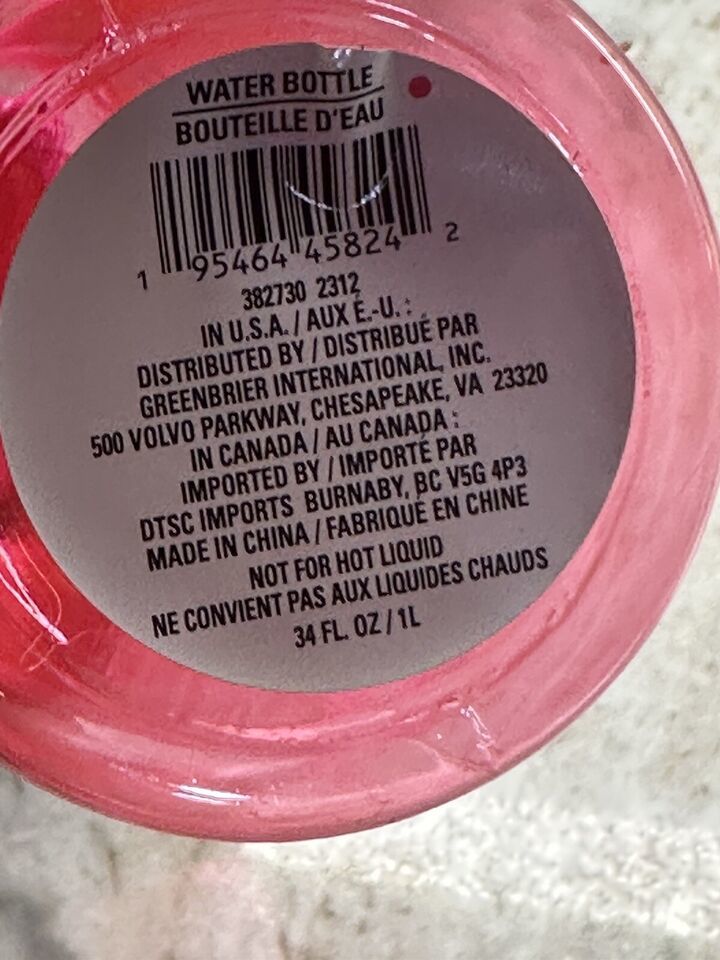 WATER BOTTLE
BOUTEILLE D'EAU
1 95464 45824 2
382730 2312
IN U.S.A. / AUX É.-U. :
DISTRIBUTED BY / DISTRIBUÉ PAR
GREENBRIER INTERNATIONAL, INC.
500 VOLVO PARKWAY, CHESAPEAKE, VA 23320
IN CANADA / AU CANADA :
IMPORTED BY / IMPORTÉ PAR
DTSC IMPORTS BURNABY, BC V5G 4P3
MADE IN CHINA / FABRIQUÉ EN CHINE
NOT FOR HOT LIQUID
NE CONVIENT PAS AUX LIQUIDES CHAUDS
34 FL. OZ / 1L